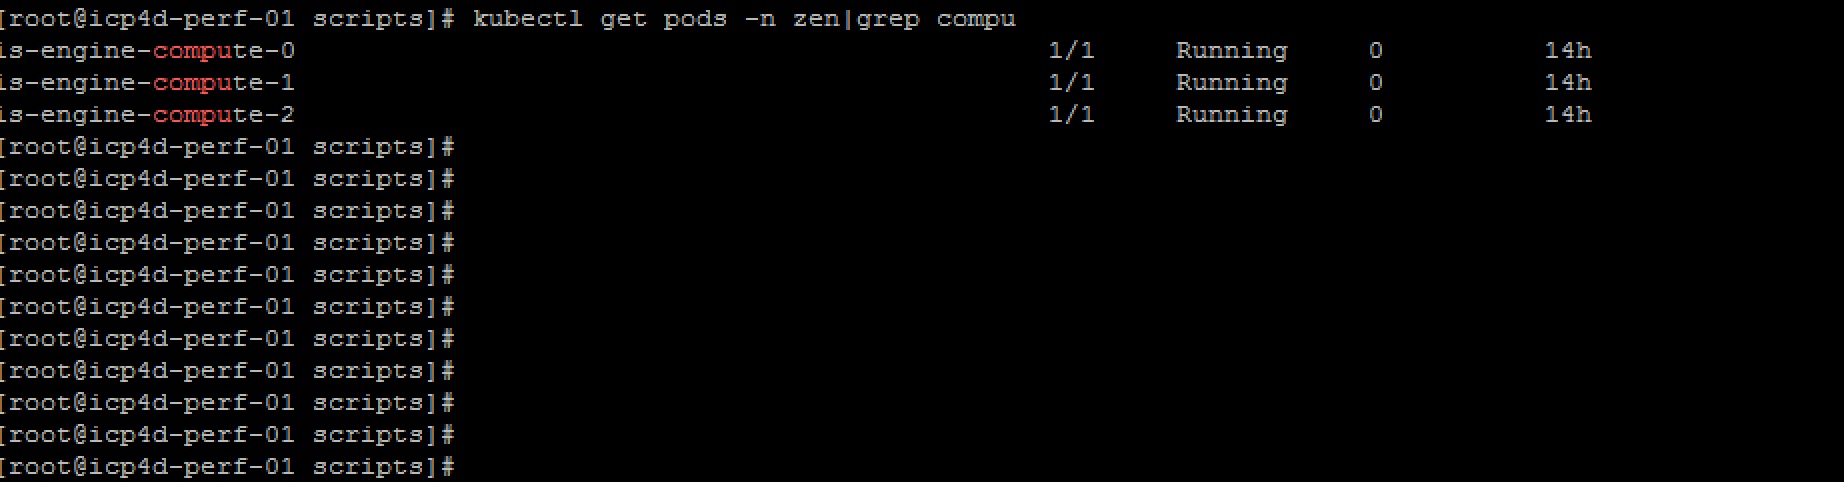 [root@icp4d-perf-01 scripts]# kubectl get pods -n zen|grep compu
is-engine-compute-0 1/1 Running 0 14h
is-engine-compute-1 1/1 Running 0 14h
is-engine-compute-2 1/1 Running 0 14h
[root@icp4d-perf-01 scripts]#
[root@icp4d-perf-01 scripts]#
[root@icp4d-perf-01 scripts]#
[root@icp4d-perf-01 scripts]#
[root@icp4d-perf-01 scripts]#
[root@icp4d-perf-01 scripts]#
[root@icp4d-perf-01 scripts]#
[root@icp4d-perf-01 scripts]#
[root@icp4d-perf-01 scripts]#
[root@icp4d-perf-01 scripts]#
[root@icp4d-perf-01 scripts]#